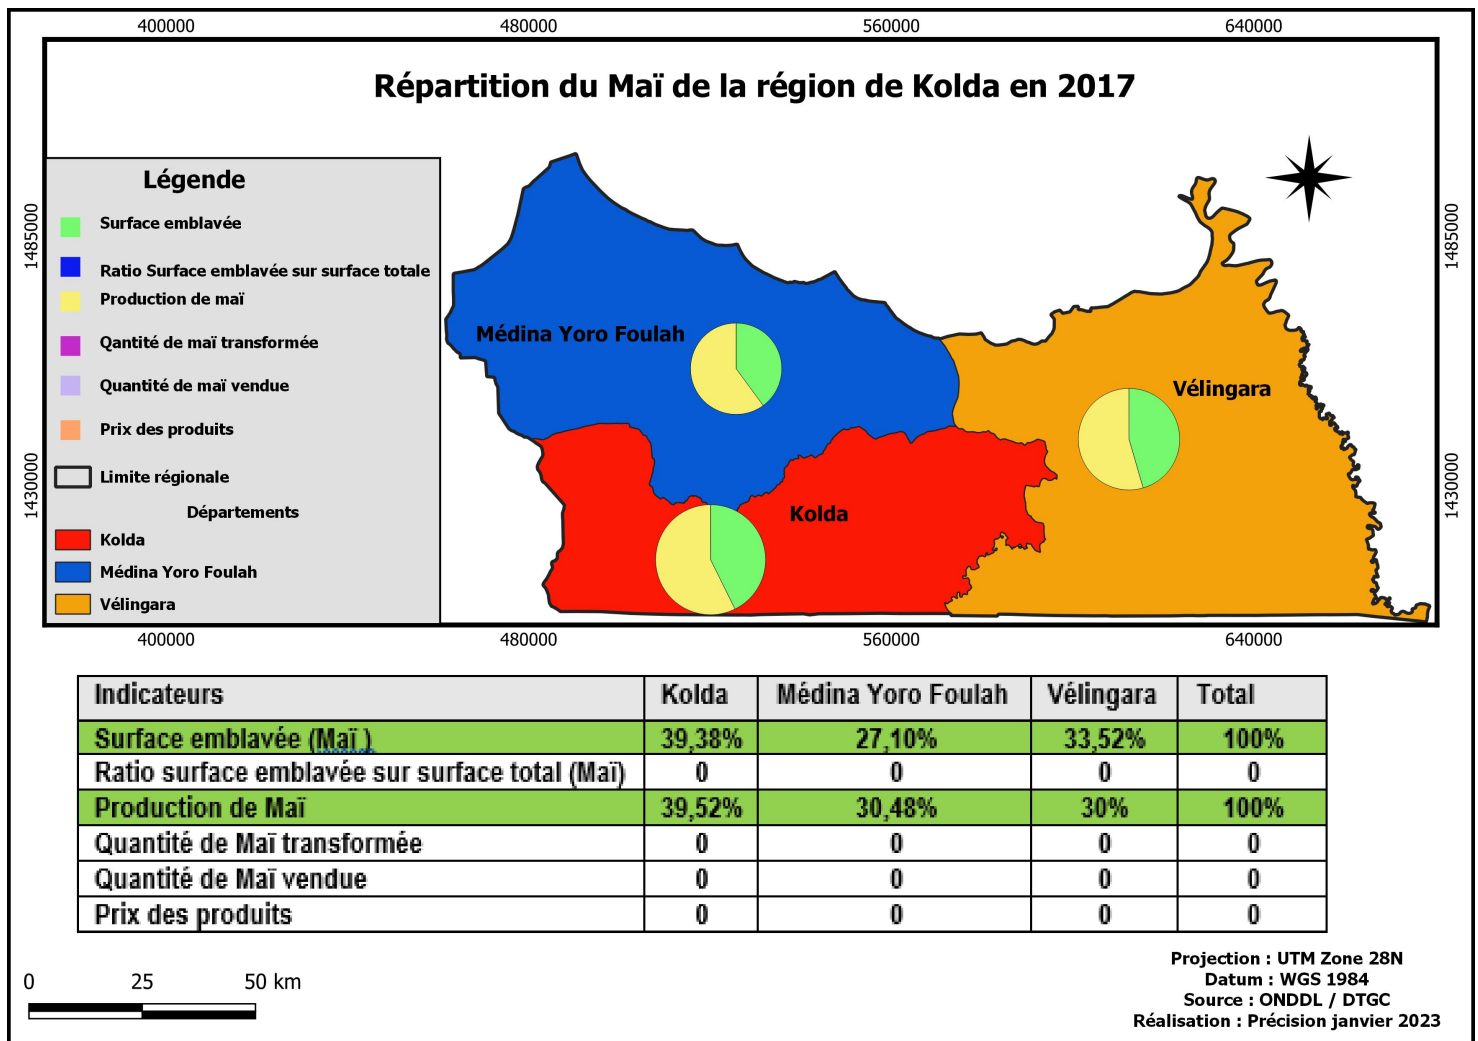 400000 480000 560000 640000
Répartition du Maï de la région de Kolda en 2017
Légende
Surface emblavée
Ratio Surface emblavée sur surface totale
Production de maï
Qantité de maï transformée
Quantité de maï vendue
Prix des produits
Limite régionale
Départements
Kolda
Médina Yoro Foulah
Vélingara
1485000
1430000
Médina Yoro Foulah
Vélingara
Kolda
1485000
1430000
400000 480000 560000 640000
Indicateurs Kolda Médina Yoro Foulah Vélingara Total
Surface emblavée (Maï ) 39,38% 27,10% 33,52% 100%
Ratio surface emblavée sur surface total (Maï) 0 0 0 0
Production de Maï 39,52% 30,48% 30% 100%
Quantité de Maï transformée 0 0 0 0
Quantité de Maï vendue 0 0 0 0
Prix des produits 0 0 0 0
0 25 50 km
Projection : UTM Zone 28N
Datum : WGS 1984
Source : ONDDL / DTGC
Réalisation : Précision janvier 2023